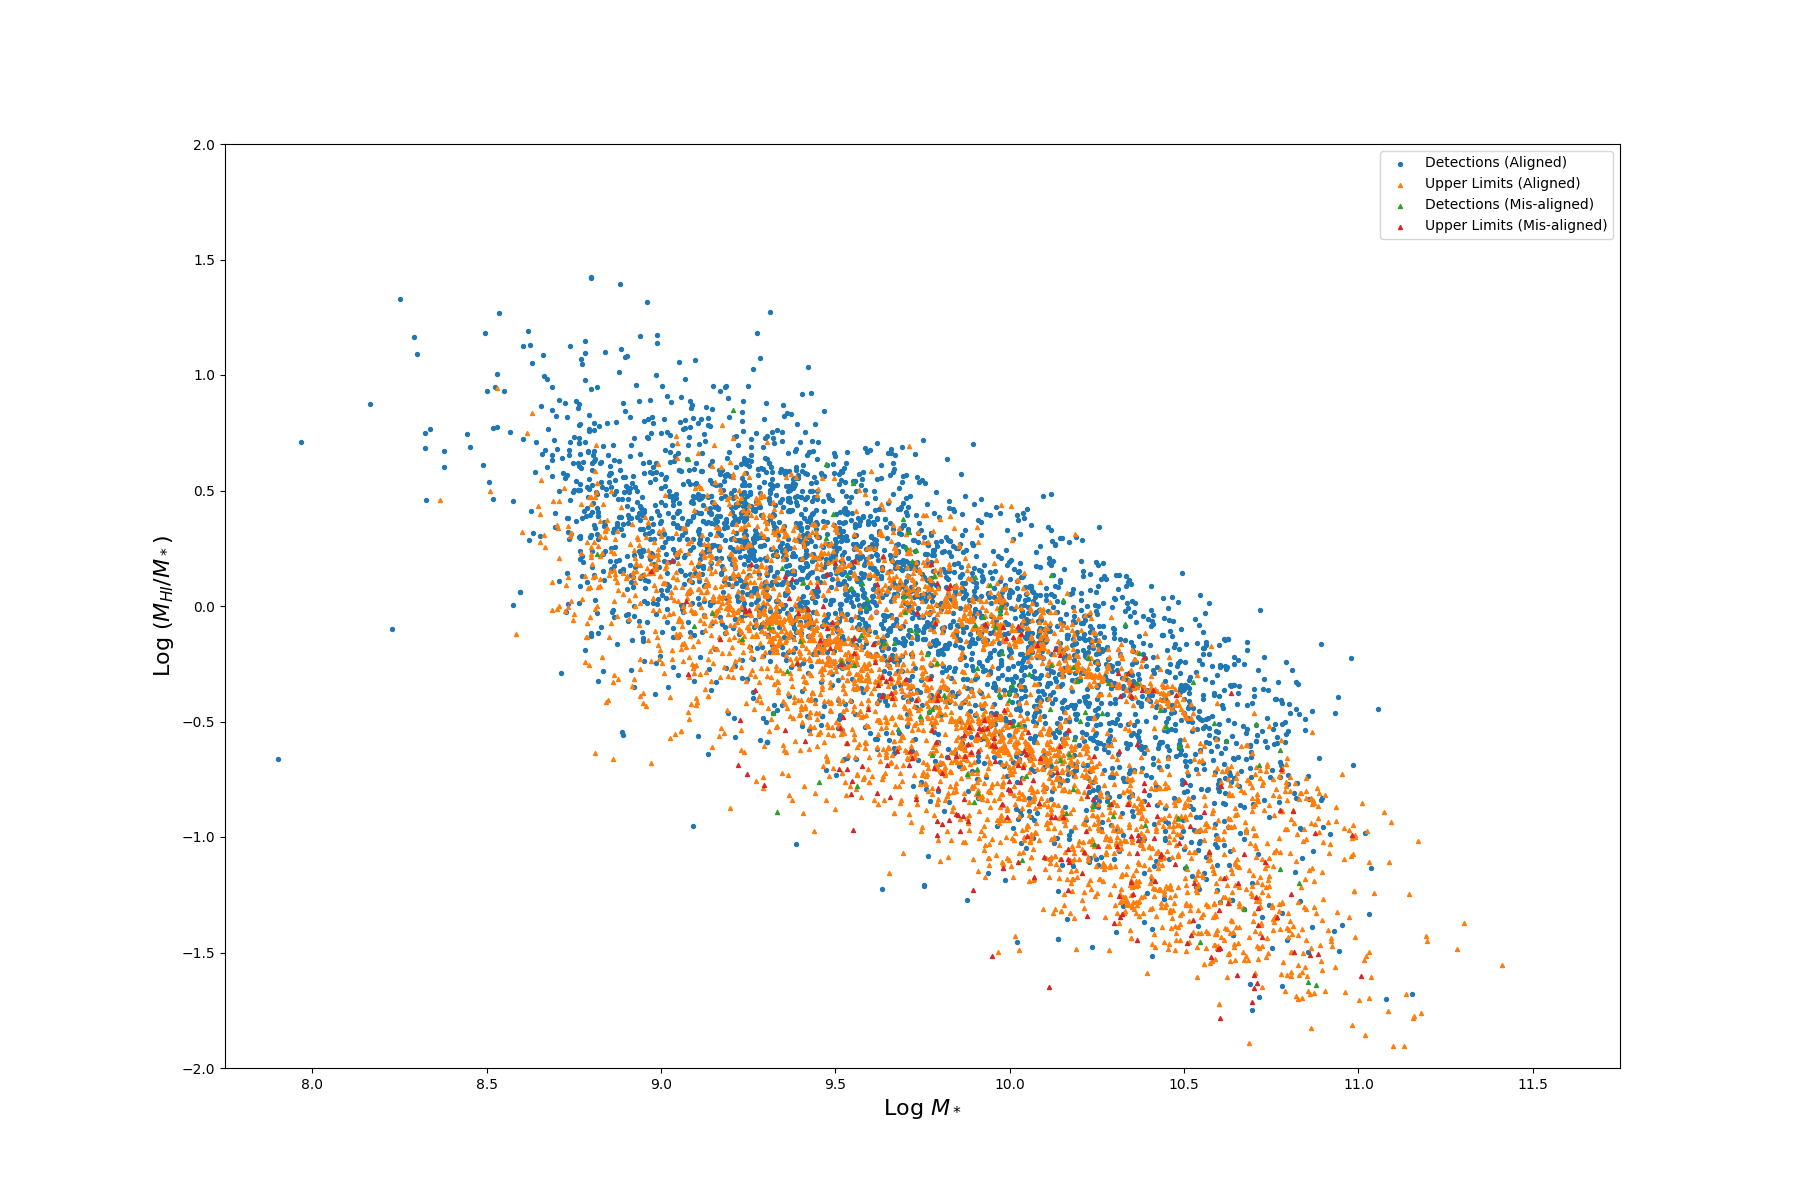 2.0
1.5
1.0
0.5
0.0
−0.5
−1.0
−1.5
−2.0
Log (M_{HI}/M_*)
Detections (Aligned)
Upper Limits (Aligned)
Detections (Mis-aligned)
Upper Limits (Mis-aligned)
8.0 8.5 9.0 9.5 10.0 10.5 11.0 11.5
Log M_*